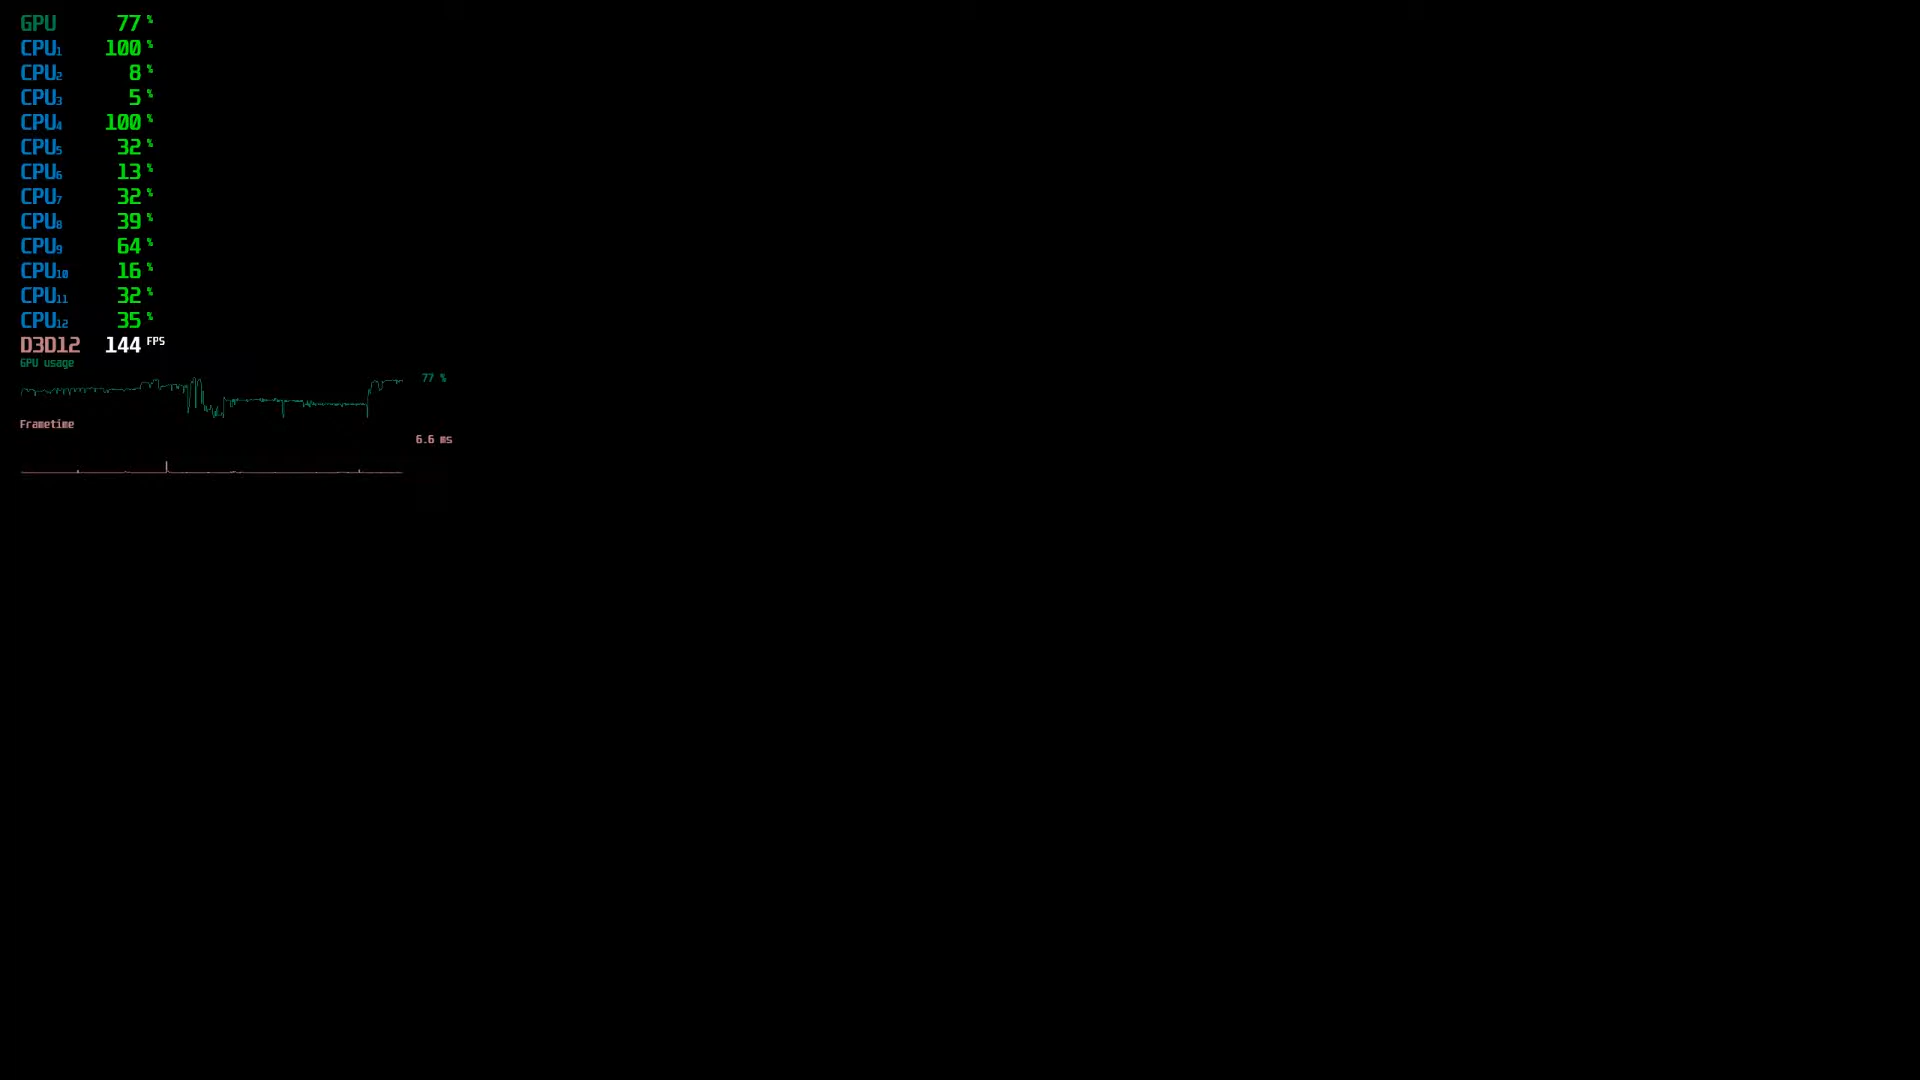 GPU 77 %
CPU1 100 %
CPU2 8 %
CPU3 5 %
CPU4 100 %
CPU5 32 %
CPU6 13 %
CPU7 32 %
CPU8 39 %
CPU9 64 %
CPU10 16 %
CPU11 32 %
CPU12 35 %
D3D12 144 FPS
GPU usage
77 %
Frametime
6.6 ms